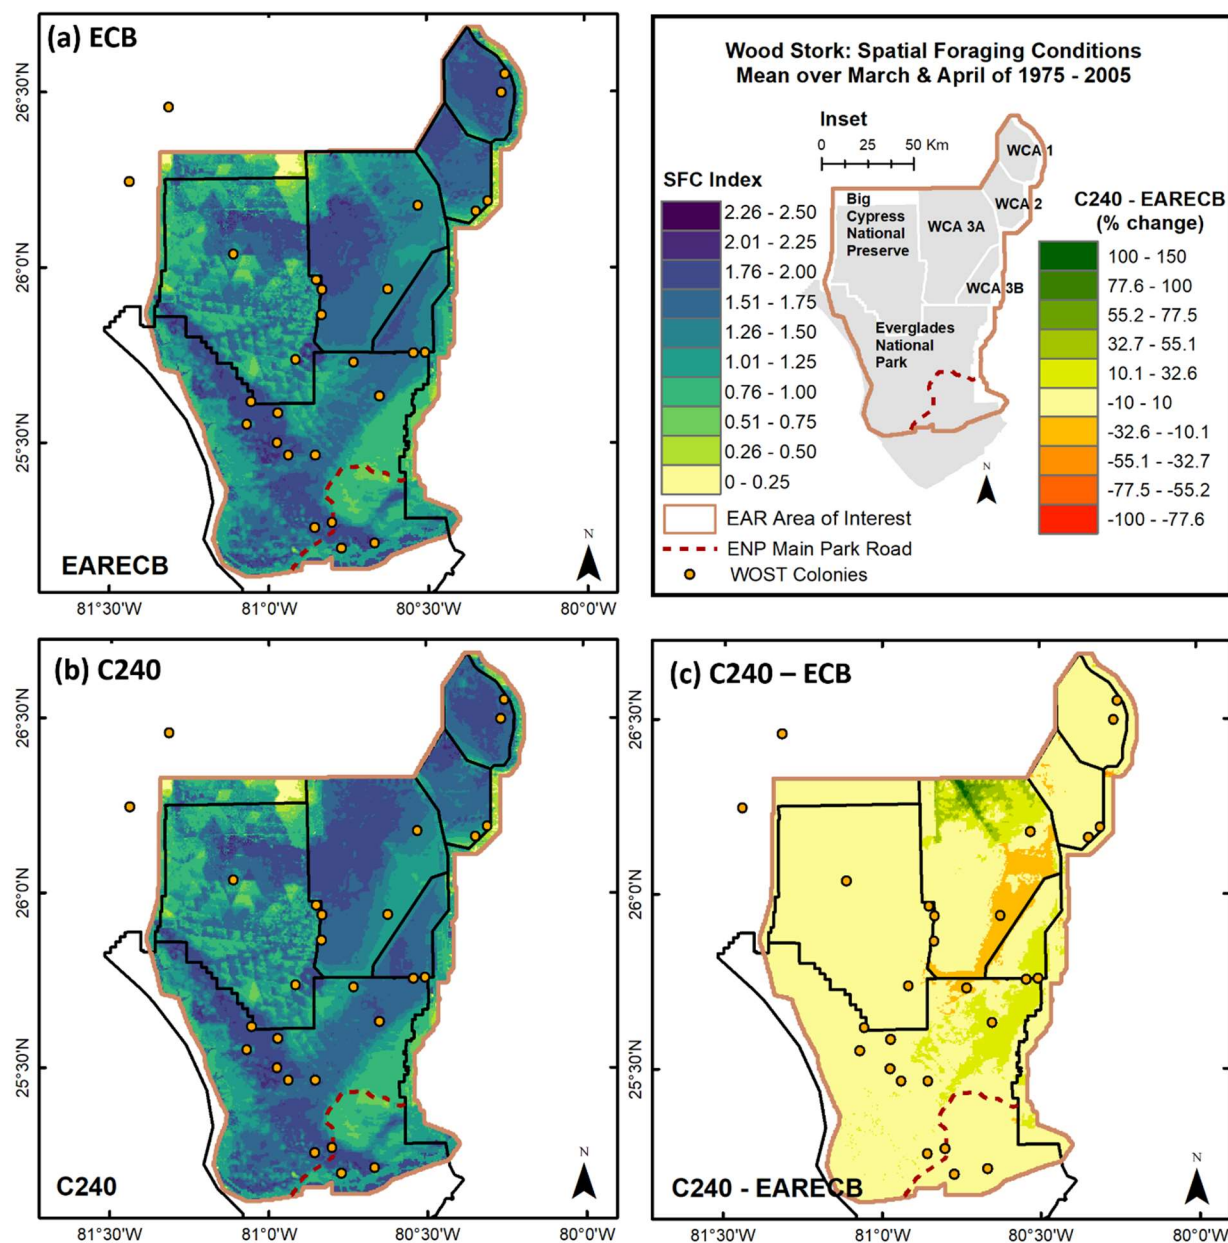 (a) ECB
26°30'N
26°0'N
25°30'N
EARECB
N
81°30'W
81°0'W
80°30'W
80°0'W
Wood Stork: Spatial Foraging Conditions
Mean over March & April of 1975 - 2005
Inset
0 25 50 Km
SFC Index
2.26 - 2.50
2.01 - 2.25
1.76 - 2.00
1.51 - 1.75
1.26 - 1.50
1.01 - 1.25
0.76 - 1.00
0.51 - 0.75
0.26 - 0.50
0 - 0.25
WCA 1
WCA 2
Big
Cypress
National
Preserve
WCA 3A
WCA 3B
Everglades
National
Park
N
C240 - EARECB
(% change)
100 - 150
77.6 - 100
55.2 - 77.5
32.7 - 55.1
10.1 - 32.6
-10 - 10
-32.6 - -10.1
-55.1 - -32.7
-77.5 - -55.2
-100 - -77.6
EAR Area of Interest
ENP Main Park Road
WOST Colonies
(b) C240
26°30'N
26°0'N
25°30'N
C240
N
81°30'W
81°0'W
80°30'W
80°0'W
(c) C240 – ECB
26°30'N
26°0'N
25°30'N
C240 - EARECB
N
81°30'W
81°0'W
80°30'W
80°0'W